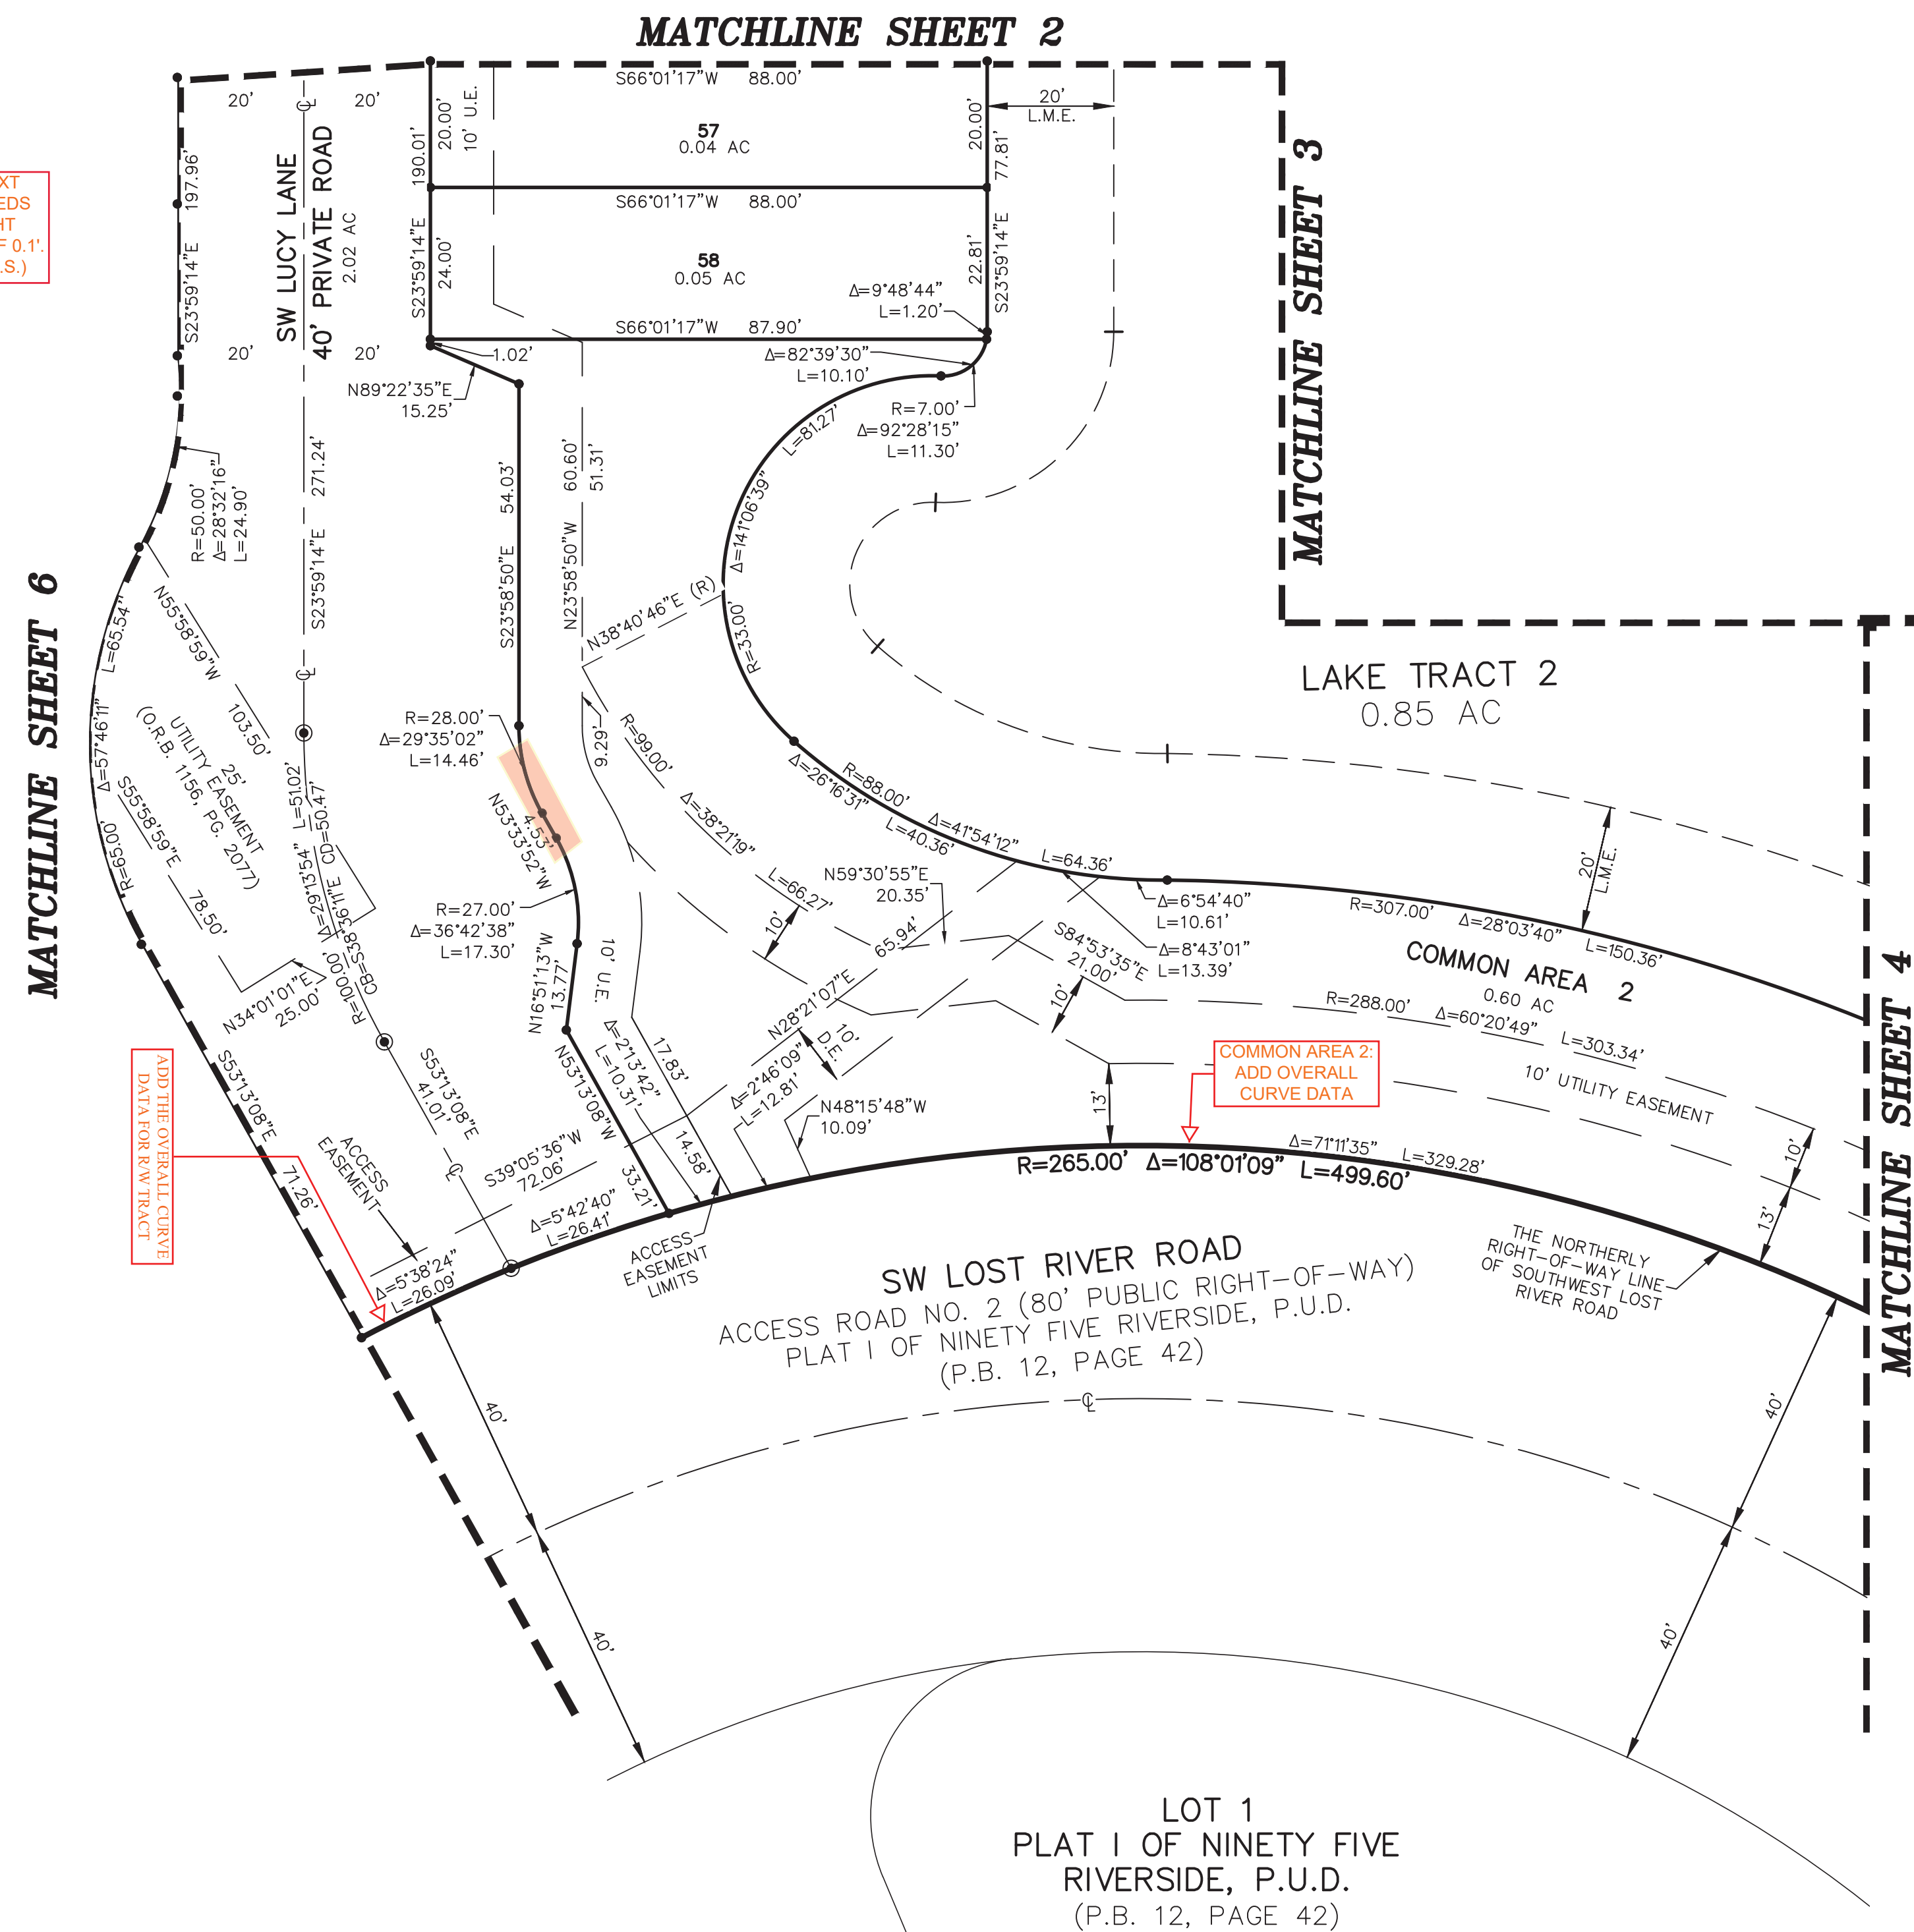 MATCHLINE SHEET 2
S66°01'17"W 88.00'
20' 20'
20'
L.M.E.
197.96'
S23°59'14"E
SW LUCY LANE
40' PRIVATE ROAD
2.02 AC
190.01'
20.00'
10' U.E.
57
0.04 AC
20.00'
77.81'
S66°01'17"W 88.00'
S23°59'14"E
24.00'
58
0.05 AC
22.81'
S23°59'14"E
Δ=9°48'44"
L=1.20'
S66°01'17"W 87.90'
Δ=82°39'30"
L=10.10'
MATCHLINE SHEET 3
F 0.1'.
20' 20'
1.02'
N89°22'35"E
15.25'
R=7.00'
Δ=92°28'15"
L=11.30'
L=81.27'
Δ=141°06'39"
R=33.00'
R=50.00'
Δ=28°32'16"
L=24.90'
S23°59'14"E 271.24'
S23°58'50"E 54.03'
N23°58'50"W 60.60'
51.31'
N38°40'46"E (R)
MATCHLINE SHEET 6
L=65.54'
Δ=57°46'11"
R=65.00'
N55°58'59"W 103.50'
25'
UTILITY EASEMENT
(O.R.B. 1156, PG. 2077)
S55°58'59"E 78.50'
N34°01'01"E
25.00'
L=51.02'
Δ=29°13'54"
R=100.00'
CD=50.47'
CB=S38°36'11"E
LAKE TRACT 2
0.85 AC
R=28.00'
Δ=29°35'02"
L=14.46'
9.29'
4.53'
N53°33'52"W
R=99.00'
Δ=38°21'19"
L=66.27'
Δ=26°16'31"
L=40.36'
R=88.00'
Δ=41°54'12"
L=64.36'
R=27.00'
Δ=36°42'38"
L=17.30'
10'
N59°30'55"E
20.35'
Δ=6°54'40"
L=10.61'
Δ=8°43'01"
L=13.39'
20'
L.M.E.
R=307.00' Δ=28°03'40" L=150.36'
COMMON AREA 2
0.60 AC
R=288.00' Δ=60°20'49" L=303.34'
10' UTILITY EASEMENT
S84°53'35"E
21.00'
10'
N16°51'13"W
13.77'
10' U.E.
N28°21'07"E 65.94'
10'
D.E.
Δ=2°13'42"
L=10.31'
17.83'
14.58'
Δ=2°46'09"
L=12.81'
N48°15'48"W
10.09'
13'
COMMON AREA 2:
ADD OVERALL
CURVE DATA
MATCHLINE SHEET 4
ADD THE OVERALL CURVE
DATA FOR R/W TRACT
S53°13'08"E
71.26'
S53°13'08"E
41.01'
ACCESS
EASEMENT
S39°05'36"W
72.06'
N53°13'08"W
33.21'
Δ=5°42'40"
L=26.41'
Δ=5°38'24"
L=26.09'
ACCESS
EASEMENT
LIMITS
R=265.00' Δ=108°01'09" L=499.60'
Δ=71°11'35" L=329.28'
10'
13'
THE NORTHERLY
RIGHT-OF-WAY LINE
OF SOUTHWEST LOST
RIVER ROAD
SW LOST RIVER ROAD
ACCESS ROAD NO. 2 (80' PUBLIC RIGHT-OF-WAY)
PLAT I OF NINETY FIVE RIVERSIDE, P.U.D.
(P.B. 12, PAGE 42)
40'
40'
40'
40'
LOT 1
PLAT I OF NINETY FIVE
RIVERSIDE, P.U.D.
(P.B. 12, PAGE 42)